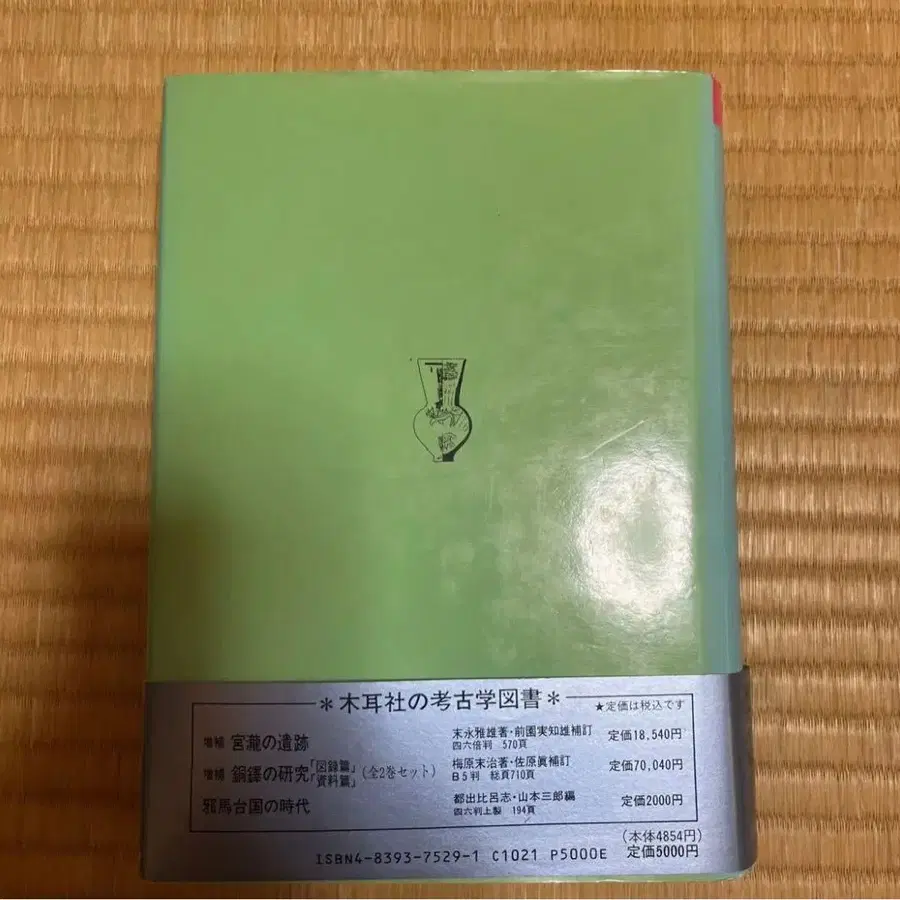 ＊木耳社の考古学図書＊ ★定価は税込です
増補 宮瀧の遺跡 末永雅雄著・前園実知雄補訂 四六倍判 570頁 定価18,540円
増補 銅鐸の研究「図録篇」「資料篇」(全2巻セット) 梅原末治著・佐原眞補訂 B5判 総頁710頁 定価70,040円
邪馬台国の時代 都出比呂志・山本三郎編 四六判上製 194頁 定価2000円
(本体4854円)
ISBN4-8393-7529-1 C1021 P5000E 定価5000円